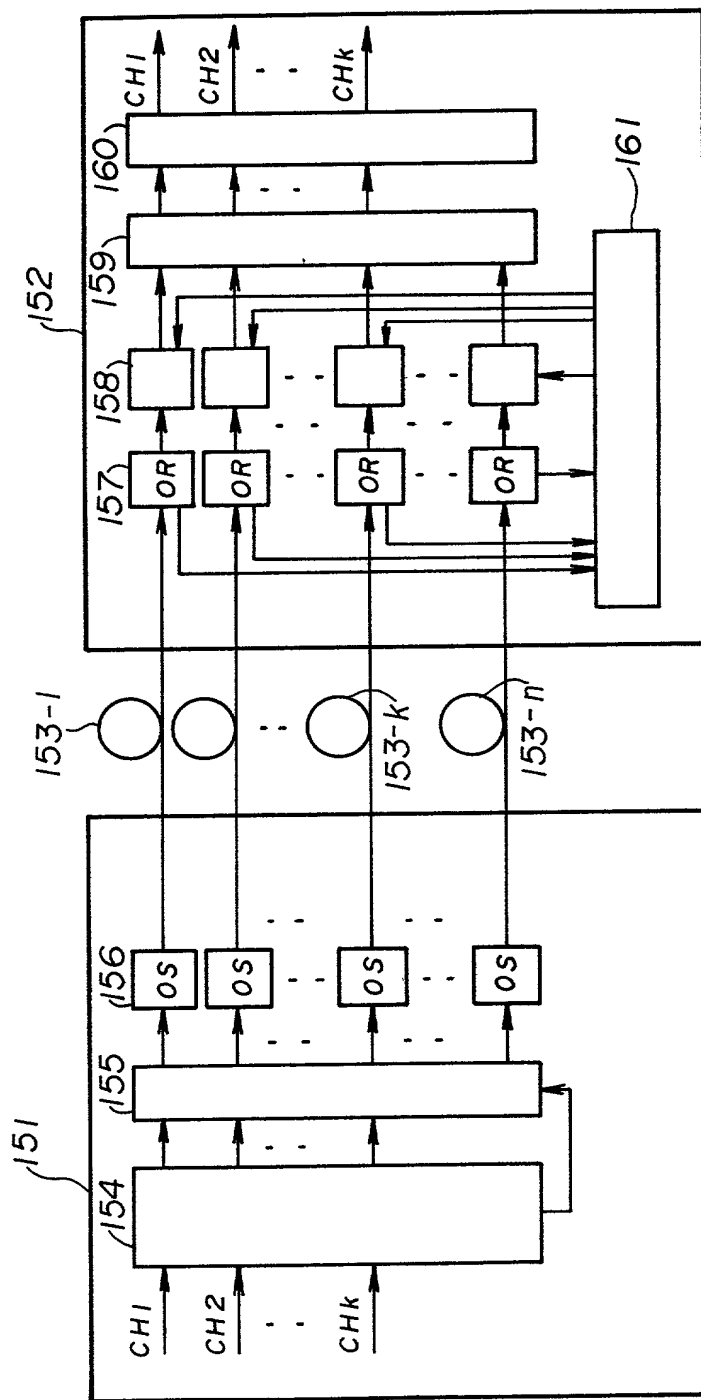 151
154
155
156
CH1
CH2
CHk
OS
OS
OS
OS
153-1
153-k
153-n
152
157
158
159
160
OR
OR
OR
OR
CH1
CH2
CHk
161